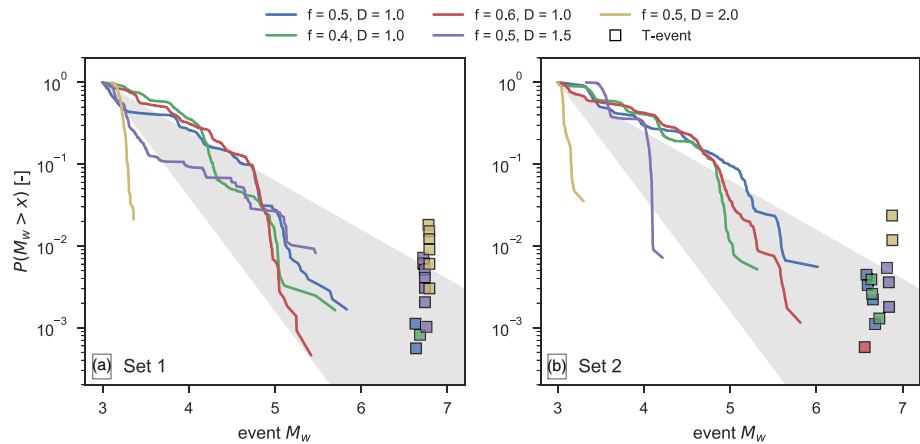 f = 0.5, D = 1.0
f = 0.6, D = 1.0
f = 0.5, D = 2.0
f = 0.4, D = 1.0
f = 0.5, D = 1.5
T-event
P(M_w > x) [-]
10^0
10^-1
10^-2
10^-3
(a) Set 1
3 4 5 6 7
event M_w
10^0
10^-1
10^-2
10^-3
(b) Set 2
3 4 5 6 7
event M_w